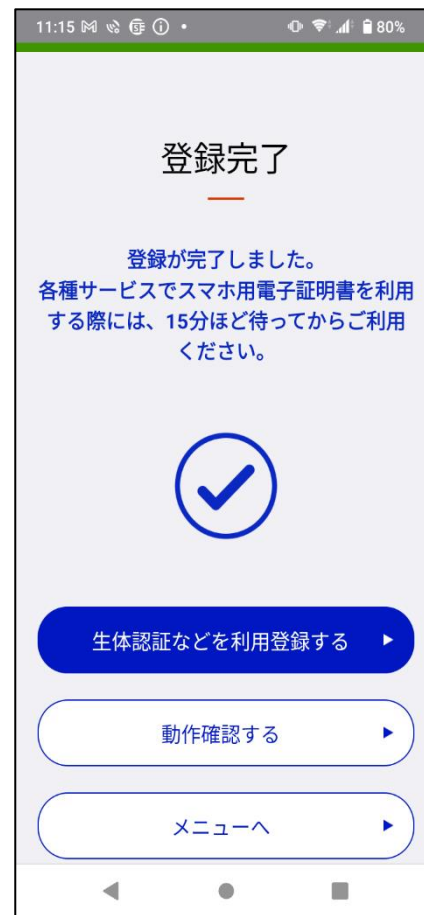 11:15
80%
登録完了
登録が完了しました。
各種サービスでスマホ用電子証明書を利用
する際には、15分ほど待ってからご利用
ください。
生体認証などを利用登録する
動作確認する
メニューへ